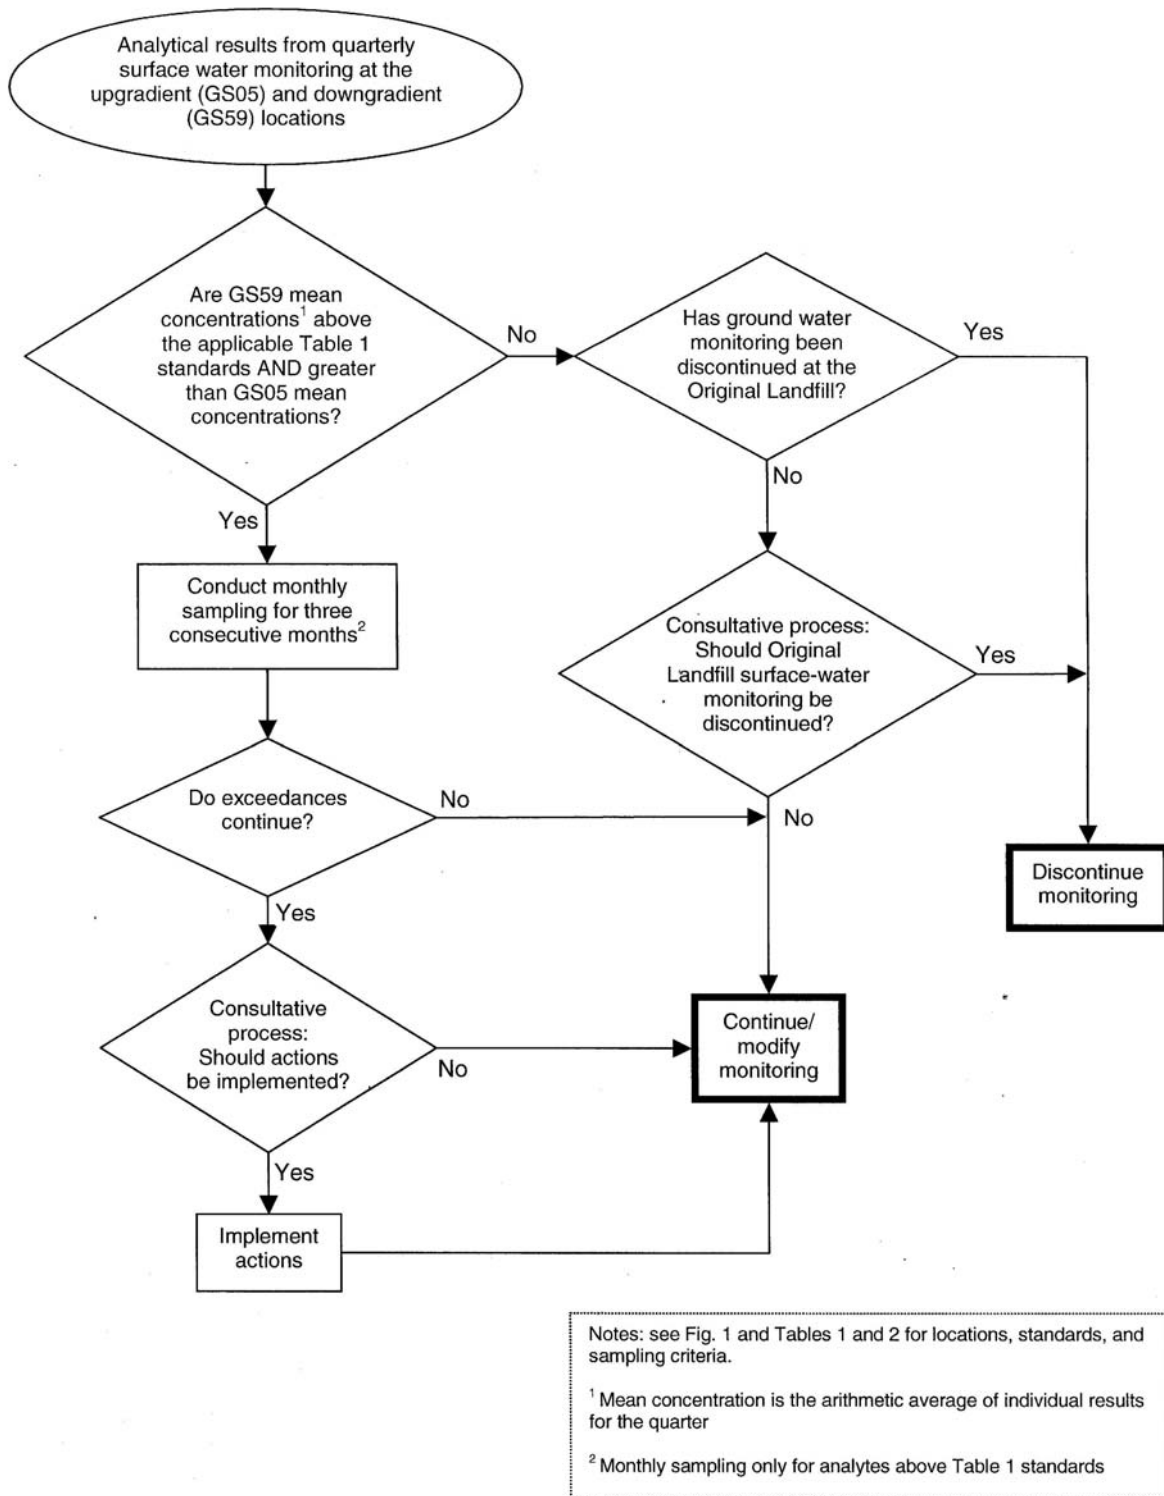 Analytical results from quarterly
surface water monitoring at the
upgradient (GS05) and downgradient
(GS59) locations
Are GS59 mean
concentrations¹ above
the applicable Table 1
standards AND greater
than GS05 mean
concentrations?
No
Has ground water
monitoring been
discontinued at the
Original Landfill?
Yes
No
Yes
Conduct monthly
sampling for three
consecutive months²
Consultative process:
Should Original
Landfill surface-water
monitoring be
discontinued?
Yes
No
Do exceedances
continue?
No
Yes
Discontinue
monitoring
Consultative
process:
Should actions
be implemented?
No
Yes
Continue/
modify
monitoring
Implement
actions
Notes: see Fig. 1 and Tables 1 and 2 for locations, standards, and
sampling criteria.
¹ Mean concentration is the arithmetic average of individual results
for the quarter
² Monthly sampling only for analytes above Table 1 standards